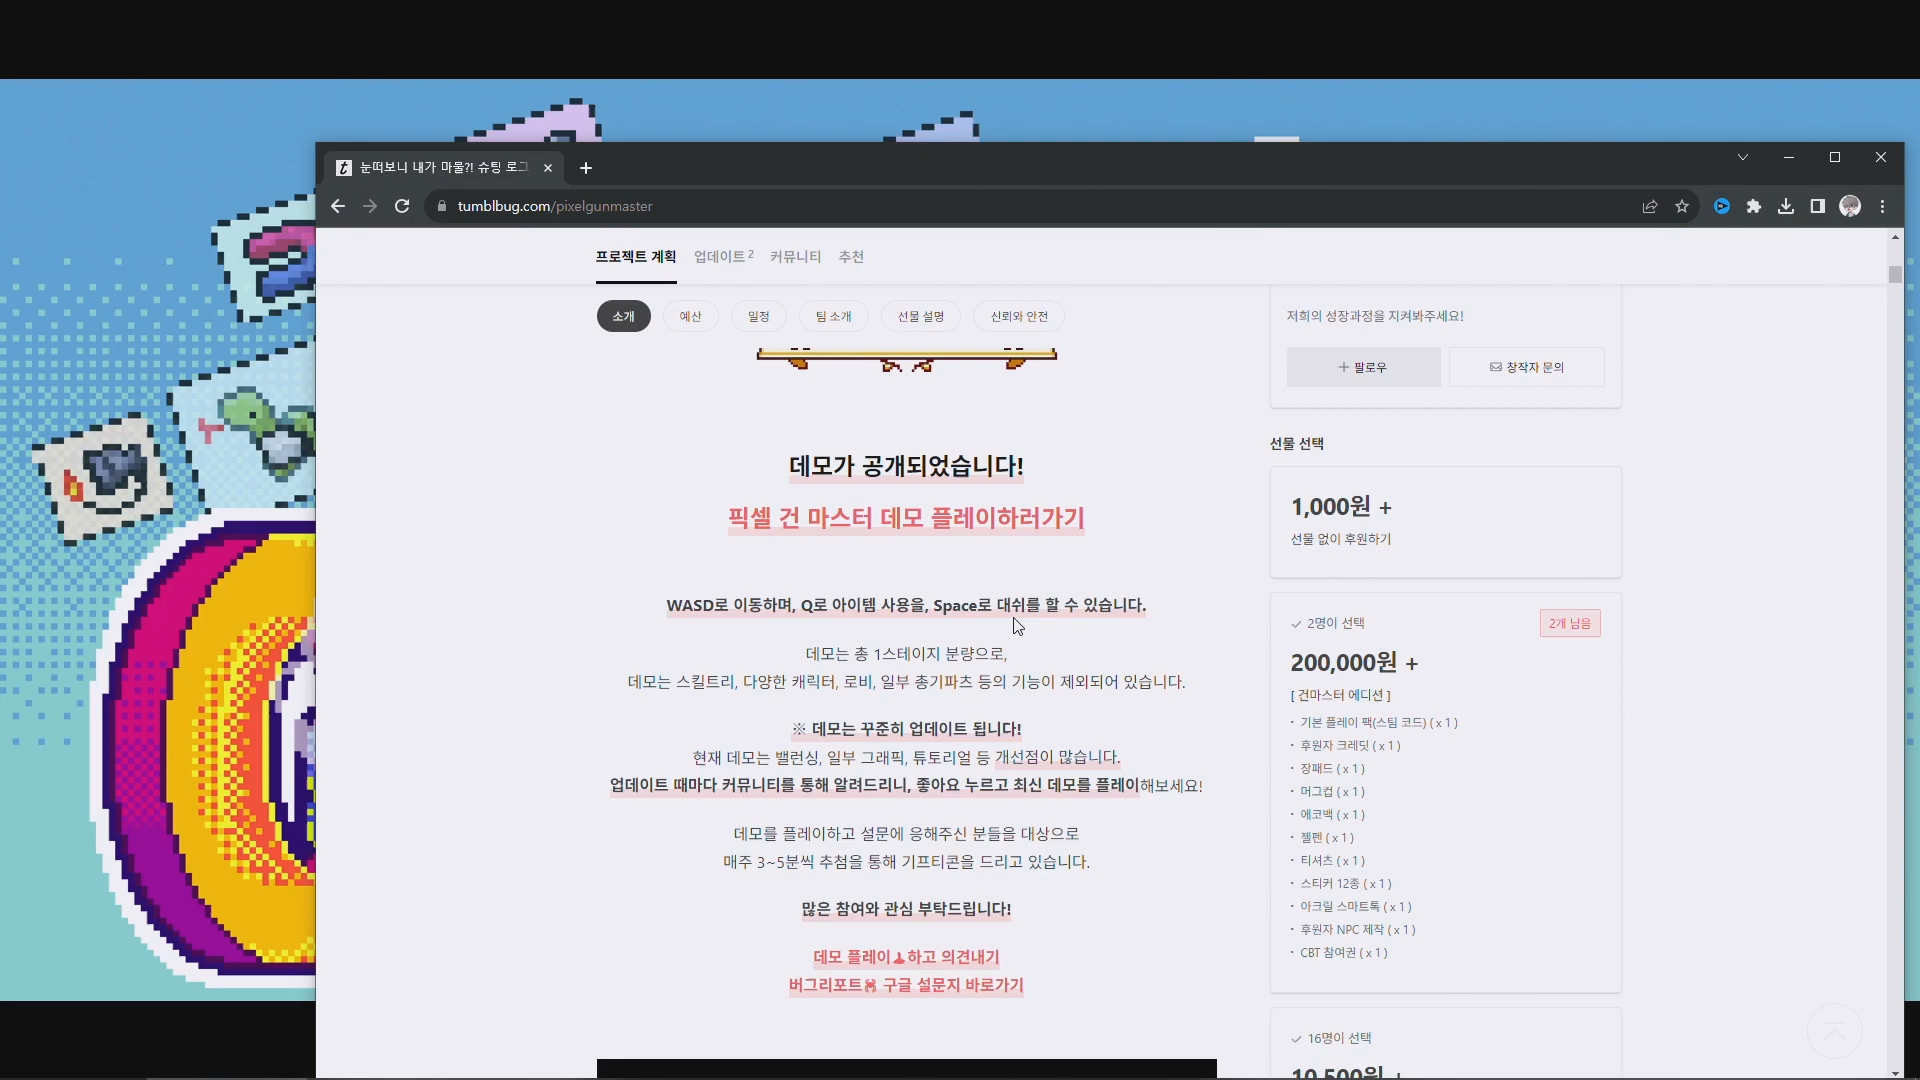 눈떠보니 내가 마물?! 슈팅 로그
tumblbug.com/pixelgunmaster
프로젝트 계획 업데이트 2 커뮤니티 추천
소개 예산 일정 팀 소개 선물 설명 신뢰와 안전
데모가 공개되었습니다!
픽셀 건 마스터 데모 플레이하러가기
WASD로 이동하며, Q로 아이템 사용을, Space로 대쉬를 할 수 있습니다.
데모는 총 1스테이지 분량으로,
데모는 스킬트리, 다양한 캐릭터, 로비, 일부 총기파츠 등의 기능이 제외되어 있습니다.
※ 데모는 꾸준히 업데이트 됩니다!
현재 데모는 밸런싱, 일부 그래픽, 튜토리얼 등 개선점이 많습니다.
업데이트 때마다 커뮤니티를 통해 알려드리니, 좋아요 누르고 최신 데모를 플레이해보세요!
데모를 플레이하고 설문에 응해주신 분들을 대상으로
매주 3~5분씩 추첨을 통해 기프티콘을 드리고 있습니다.
많은 참여와 관심 부탁드립니다!
데모 플레이🕹하고 의견내기
버그리포트 구글 설문지 바로가기
저희의 성장과정을 지켜봐주세요!
+ 팔로우
창작자 문의
선물 선택
1,000원 +
선물 없이 후원하기
2명이 선택
2개 남음
200,000원 +
[ 건마스터 에디션 ]
· 기본 플레이 팩(스팀 코드) ( x 1 )
· 후원자 크레딧 ( x 1 )
· 장패드 ( x 1 )
· 머그컵 ( x 1 )
· 에코백 ( x 1 )
· 젤펜 ( x 1 )
· 티셔츠 ( x 1 )
· 스티커 12종 ( x 1 )
· 아크릴 스마트톡 ( x 1 )
· 후원자 NPC 제작 ( x 1 )
· CBT 참여권 ( x 1 )
16명이 선택
10,500원 +